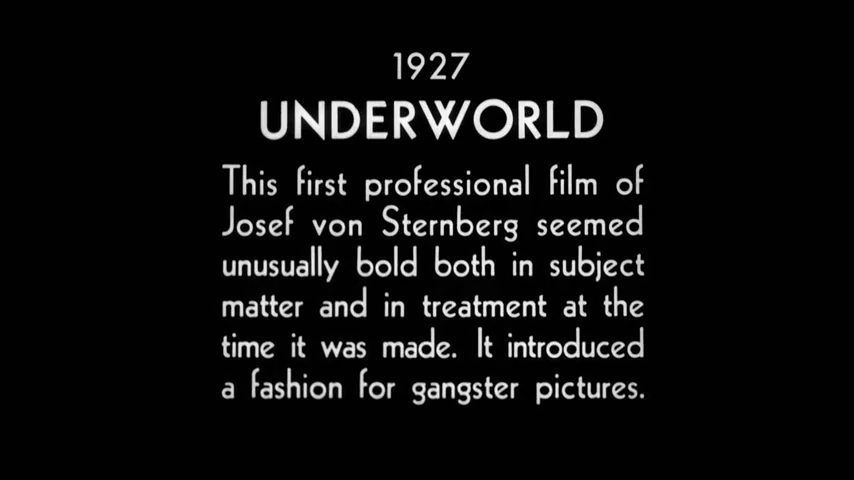 1927
UNDERWORLD
This first professional film of
Josef von Sternberg seemed
unusually bold both in subject
matter and in treatment at the
time it was made. It introduced
a fashion for gangster pictures.